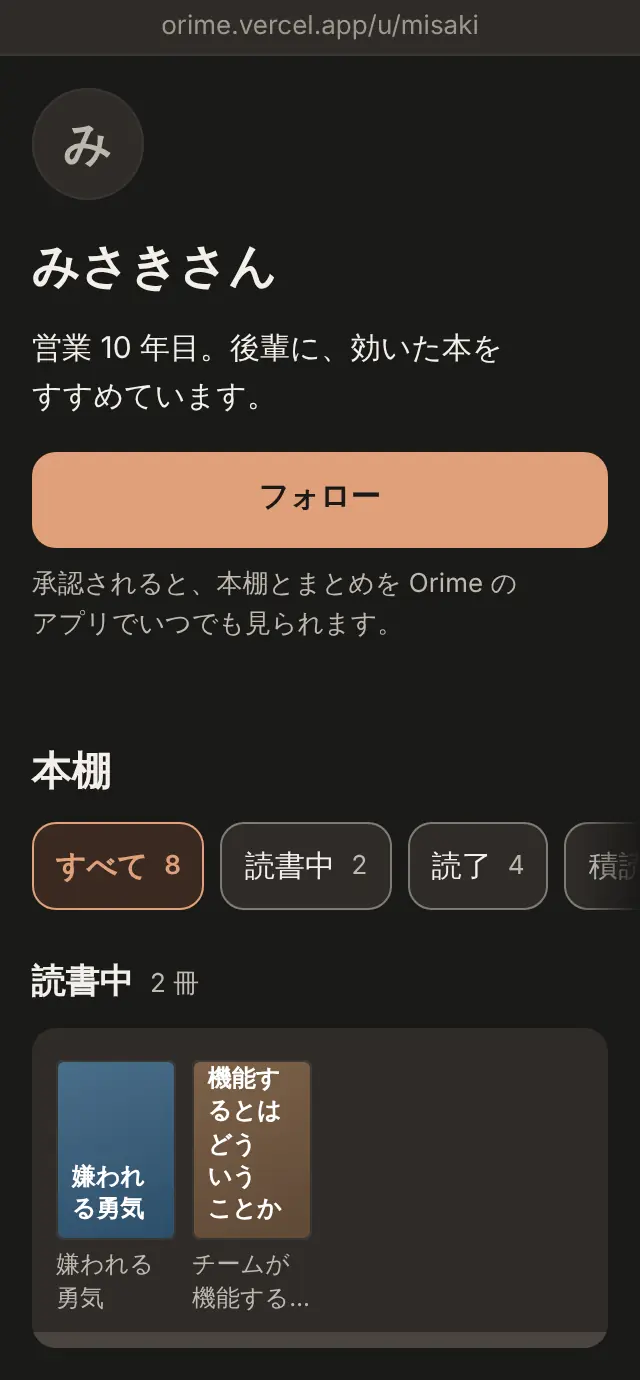 orime.vercel.app/u/misaki
み
みさきさん
営業 10 年目。後輩に、効いた本を
すすめています。
フォロー
承認されると、本棚とまとめを Orime の
アプリでいつでも見られます。
本棚
すべて 8 読書中 2 読了 4 積読
読書中 2 冊
嫌われ
る勇気
機能す
るとは
どう
いう
ことか
嫌われる
勇気
チームが
機能する…